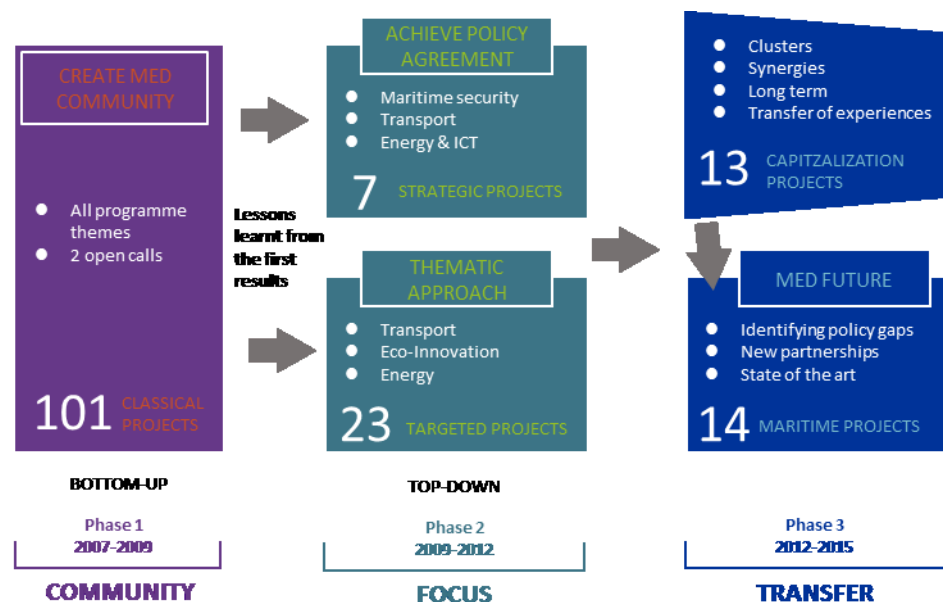 CREATE MED
COMMUNITY
All programme
themes
2 open calls
101
CLASSICAL
PROJECTS
Lessons
learnt from
the first
results
ACHIEVE POLICY
AGREEMENT
Maritime security
Transport
Energy & ICT
7
STRATEGIC PROJECTS
THEMATIC
APPROACH
Transport
Eco-Innovation
Energy
23
TARGETED PROJECTS
Clusters
Synergies
Long term
Transfer of experiences
13
CAPITZALIZATION
PROJECTS
MED FUTURE
Identifying policy gaps
New partnerships
State of the art
14
MARITIME PROJECTS
BOTTOM-UP
TOP-DOWN
Phase 1
2007-2009
COMMUNITY
Phase 2
2009-2012
FOCUS
Phase 3
2012-2015
TRANSFER